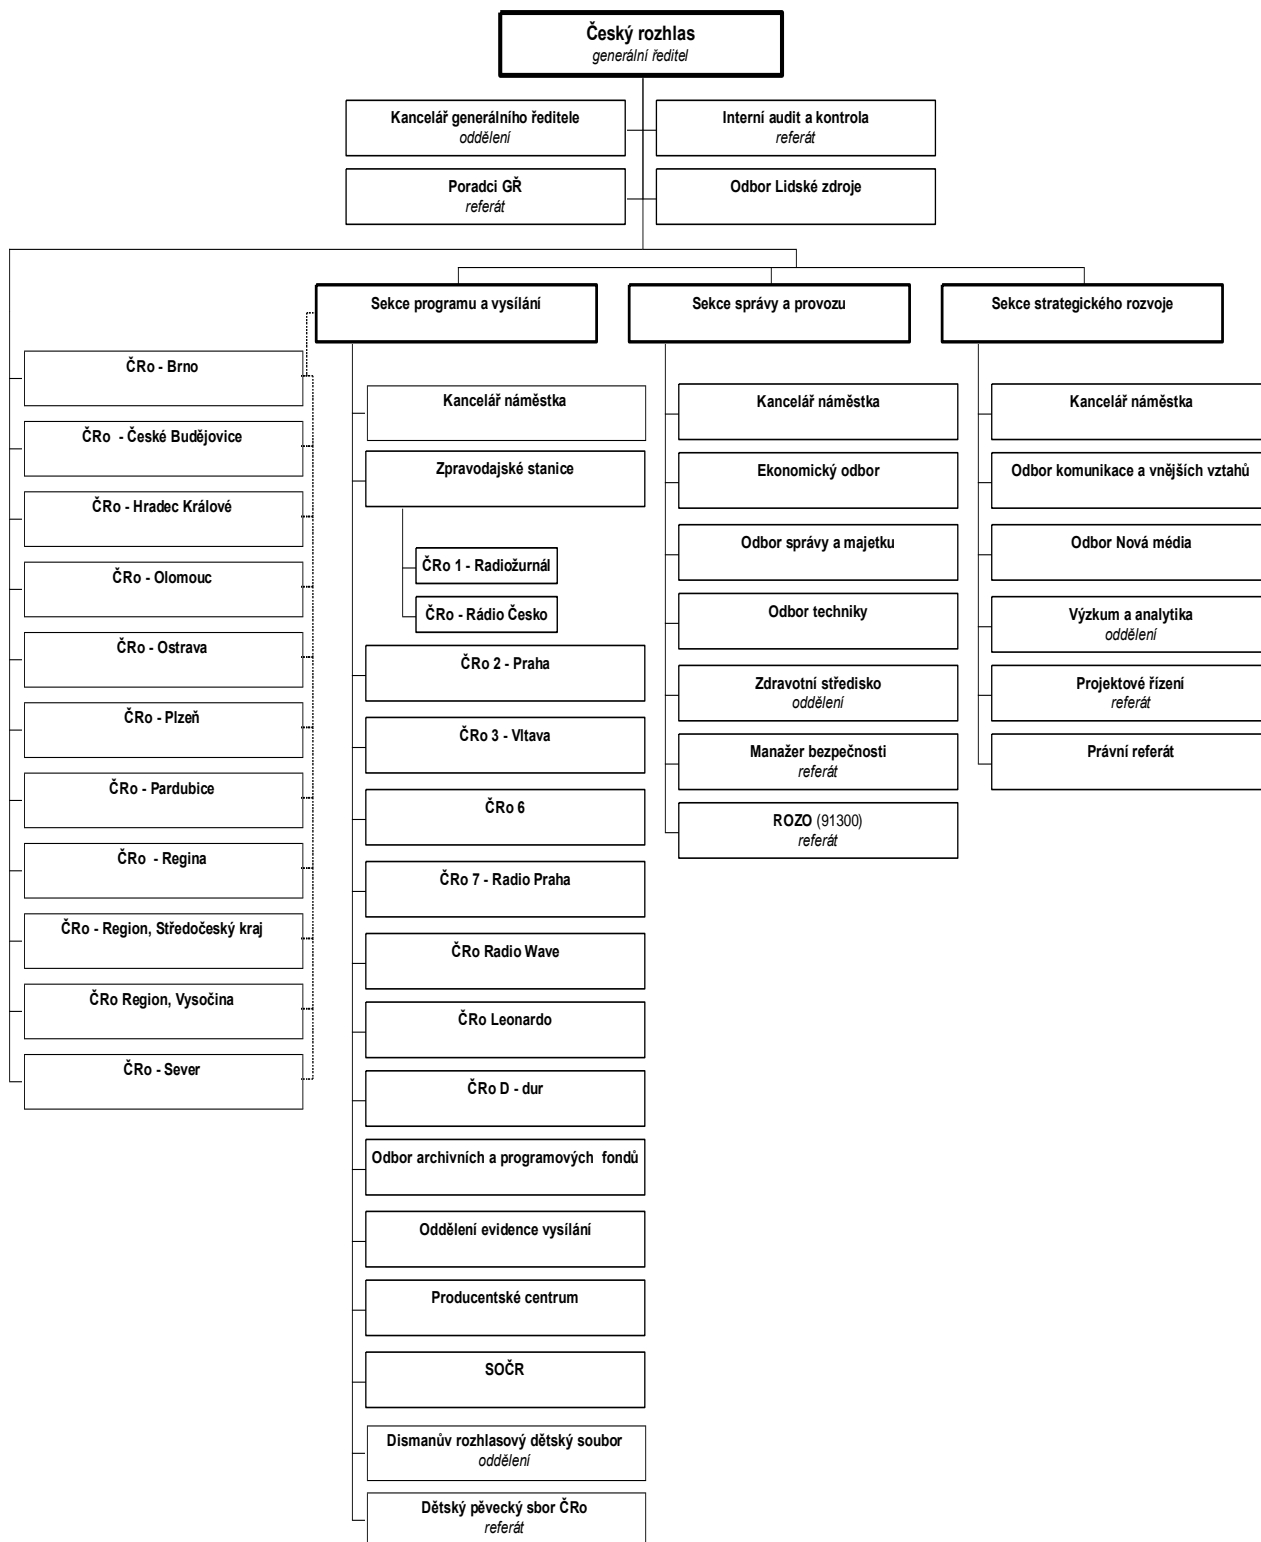 Český rozhlas
generální ředitel
Kancelář generálního ředitele
oddělení
Interní audit a kontrola
referát
Poradci GŘ
referát
Odbor Lidské zdroje
Sekce programu a vysílání
Sekce správy a provozu
Sekce strategického rozvoje
ČRo - Brno
ČRo  - České Budějovice
ČRo - Hradec Králové
ČRo - Olomouc
ČRo - Ostrava
ČRo - Plzeň
ČRo - Pardubice
ČRo  - Regina
ČRo - Region, Středočeský kraj
ČRo Region, Vysočina
ČRo - Sever
Kancelář náměstka
Zpravodajské stanice
ČRo 1 - Radiožurnál
ČRo - Rádio Česko
ČRo 2 - Praha
ČRo 3 - Vltava
ČRo 6
ČRo 7 - Radio Praha
ČRo Radio Wave
ČRo Leonardo
ČRo D - dur
Odbor archivních a programových  fondů
Oddělení evidence vysílání
Producentské centrum
SOČR
Dismanův rozhlasový dětský soubor
oddělení
Dětský pěvecký sbor ČRo
referát
Kancelář náměstka
Ekonomický odbor
Odbor správy a majetku
Odbor techniky
Zdravotní středisko
oddělení
Manažer bezpečnosti
referát
ROZO (91300)
referát
Kancelář náměstka
Odbor komunikace a vnějších vztahů
Odbor Nová média
Výzkum a analytika
oddělení
Projektové řízení
referát
Právní referát